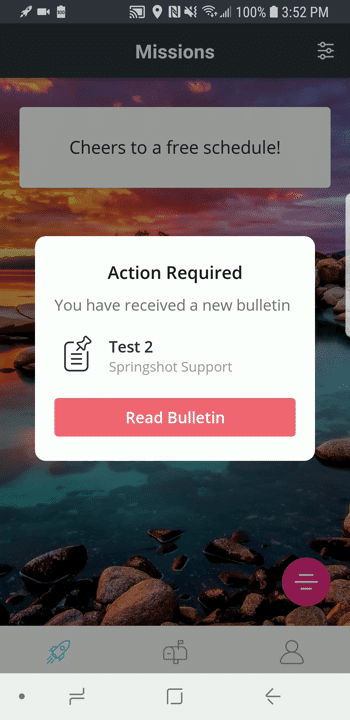 100% 3:52 PM
Missions
Cheers to a free schedule!
Action Required
You have received a new bulletin
Test 2
Springshot Support
Read Bulletin